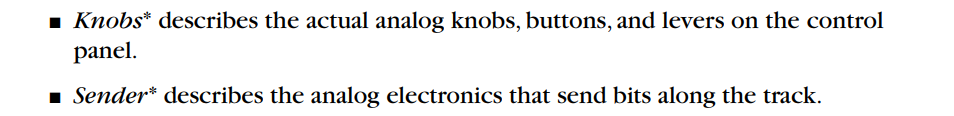 ■ Knobs* describes the actual analog knobs, buttons, and levers on the control
panel.
■ Sender* describes the analog electronics that send bits along the track.